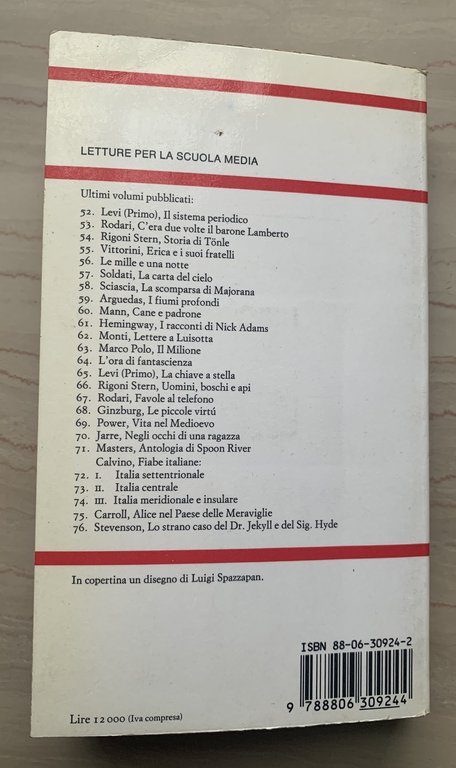 LETTURE PER LA SCUOLA MEDIA
Ultimi volumi pubblicati:
52. Levi (Primo), Il sistema periodico
53. Rodari, C'era due volte il barone Lamberto
54. Rigoni Stern, Storia di Tönle
55. Vittorini, Erica e i suoi fratelli
56. Le mille e una notte
57. Soldati, La carta del cielo
58. Sciascia, La scomparsa di Majorana
59. Arguedas, I fiumi profondi
60. Mann, Cane e padrone
61. Hemingway, I racconti di Nick Adams
62. Monti, Lettere a Luisotta
63. Marco Polo, Il Milione
64. L'ora di fantascienza
65. Levi (Primo), La chiave a stella
66. Rigoni Stern, Uomini, boschi e api
67. Rodari, Favole al telefono
68. Ginzburg, Le piccole virtú
69. Power, Vita nel Medioevo
70. Jarre, Negli occhi di una ragazza
71. Masters, Antologia di Spoon River
Calvino, Fiabe italiane:
72. I. Italia settentrionale
73. II. Italia centrale
74. III. Italia meridionale e insulare
75. Carroll, Alice nel Paese delle Meraviglie
76. Stevenson, Lo strano caso del Dr. Jekyll e del Sig. Hyde
In copertina un disegno di Luigi Spazzapan.
ISBN 88-06-30924-2
9 788806 309244
Lire 12 000 (Iva compresa)